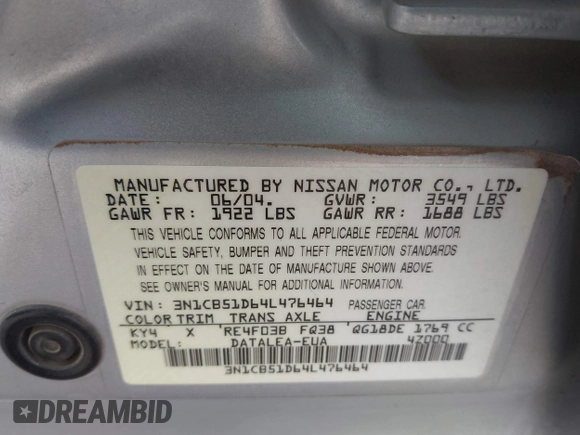 MANUFACTURED BY NISSAN MOTOR CO., LTD.
DATE: 06/04. GVWR: 3549 LBS
GAWR FR: 1922 LBS GAWR RR: 1688 LBS
THIS VEHICLE CONFORMS TO ALL APPLICABLE FEDERAL MOTOR
VEHICLE SAFETY, BUMPER AND THEFT PREVENTION STANDARDS
IN EFFECT ON THE DATE OF MANUFACTURE SHOWN ABOVE.
SEE OWNER'S MANUAL FOR ADDITIONAL INFORMATION.
VIN: 3N1CB51D64L476464 PASSENGER CAR
COLOR TRIM TRANS AXLE ENGINE
KY4 X RE4F03B FQ38 QG18DE 1769 CC
MODEL: DATALEA-EUA 4Z000
3N1CB51D64L476464
DREAMBID